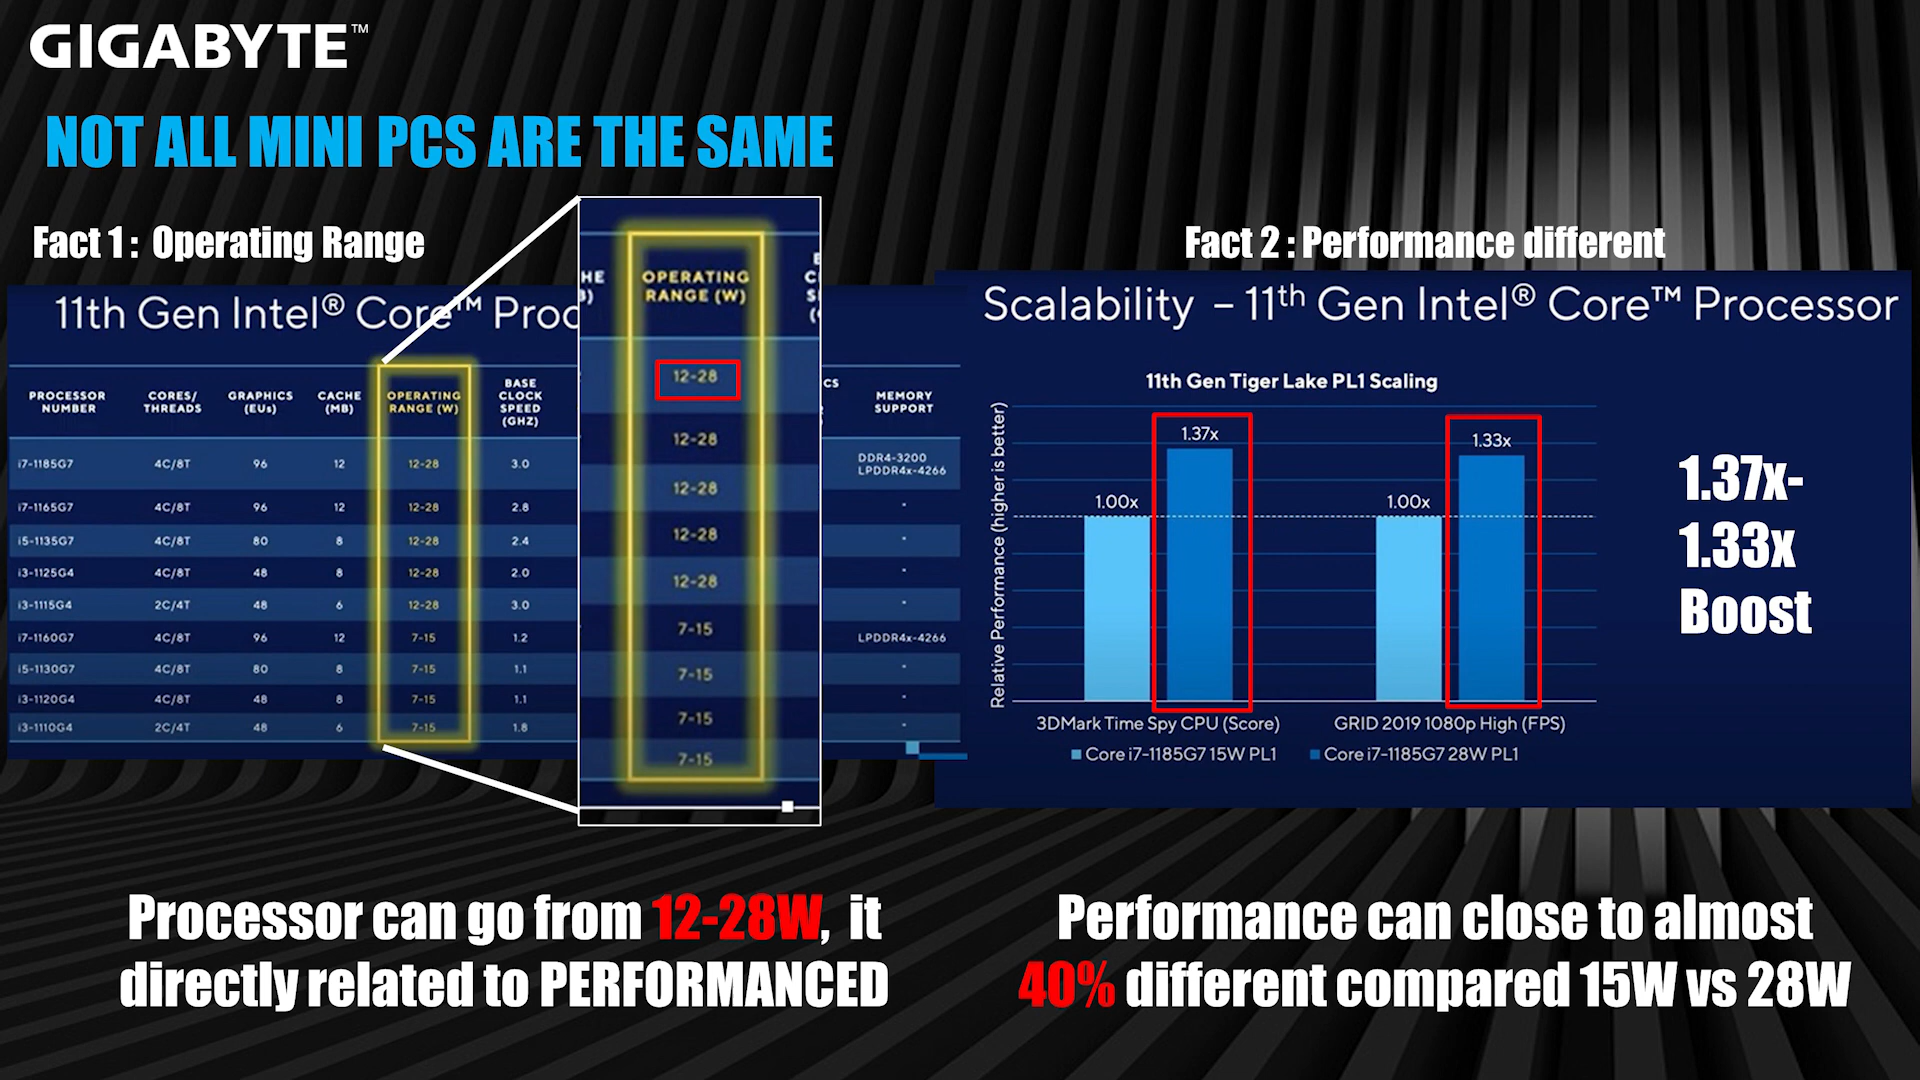 GIGABYTE™
NOT ALL MINI PCS ARE THE SAME
Fact 1 : Operating Range
11th Gen Intel® Core™ Proc
PROCESSOR NUMBER CORES/ THREADS GRAPHICS (EUs) CACHE (MB) OPERATING RANGE (W) BASE CLOCK SPEED (GHZ) CS MEMORY SUPPORT
i7-1185G7 4C/8T 96 12 12-28 3.0 DDR4-3200 LPDDR4x-4266
i7-1165G7 4C/8T 96 12 12-28 2.8 "
i5-1135G7 4C/8T 80 8 12-28 2.4 "
i3-1125G4 4C/8T 48 8 12-28 2.0 "
i3-1115G4 2C/4T 48 6 12-28 3.0 "
i7-1160G7 4C/8T 96 12 7-15 1.2 LPDDR4x-4266
i5-1130G7 4C/8T 80 8 7-15 1.1 "
i3-1120G4 4C/8T 48 8 7-15 1.1 "
i3-1110G4 2C/4T 48 6 7-15 1.8 "
OPERATING
RANGE (W)
12-28
12-28
12-28
12-28
12-28
7-15
7-15
7-15
7-15
Processor can go from 12-28W, it
directly related to PERFORMANCED
Fact 2 : Performance different
Scalability – 11th Gen Intel® Core™ Processor
11th Gen Tiger Lake PL1 Scaling
Relative Performance (higher is better)
1.00x 1.37x 1.00x 1.33x
3DMark Time Spy CPU (Score) GRID 2019 1080p High (FPS)
Core i7-1185G7 15W PL1 Core i7-1185G7 28W PL1
1.37x-
1.33x
Boost
Performance can close to almost
40% different compared 15W vs 28W